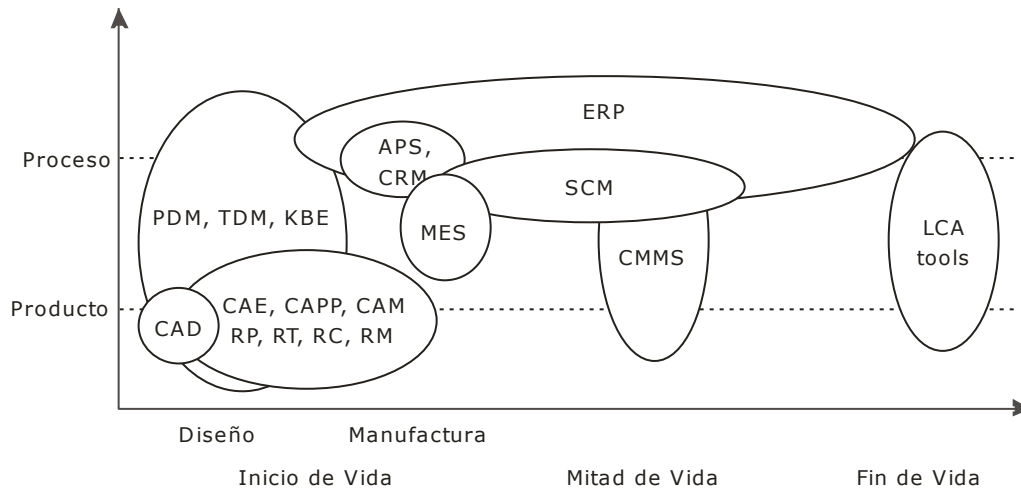 ERP
APS,
CRM
Proceso
SCM
PDM, TDM, KBE
MES
CMMS
LCA
tools
Producto
CAD
CAE, CAPP, CAM
RP, RT, RC, RM
Diseño
Manufactura
Inicio de Vida
Mitad de Vida
Fin de Vida